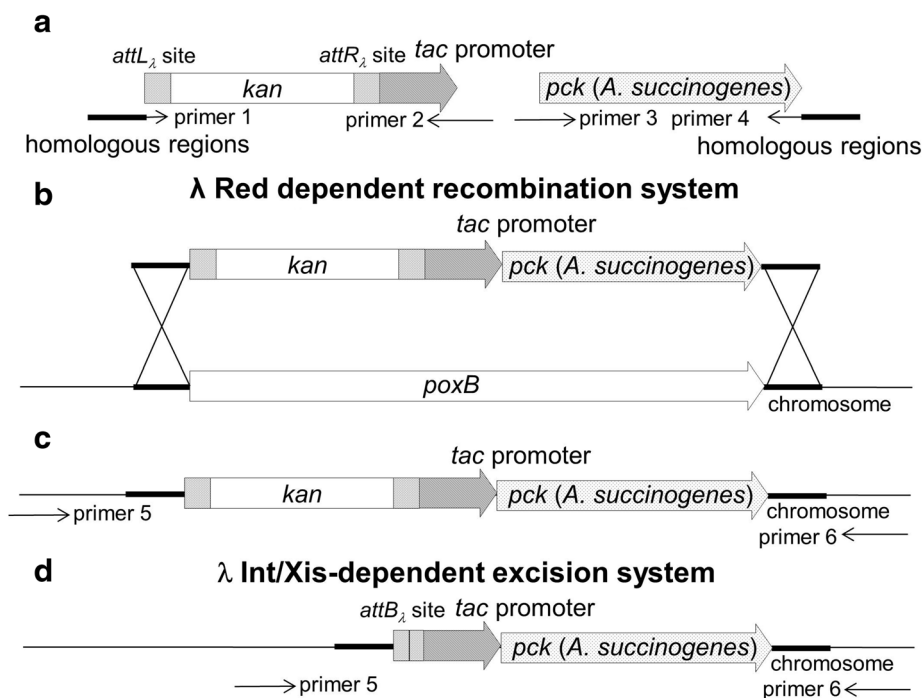 a
attLλ site
attRλ site
tac promoter
kan
pck (A. succinogenes)
primer 1
primer 2
primer 3
primer 4
homologous regions
homologous regions
b
λ Red dependent recombination system
tac promoter
kan
pck (A. succinogenes)
poxB
chromosome
c
tac promoter
kan
pck (A. succinogenes)
chromosome
primer 5
primer 6
d
λ Int/Xis-dependent excision system
attBλ site
tac promoter
pck (A. succinogenes)
chromosome
primer 5
primer 6